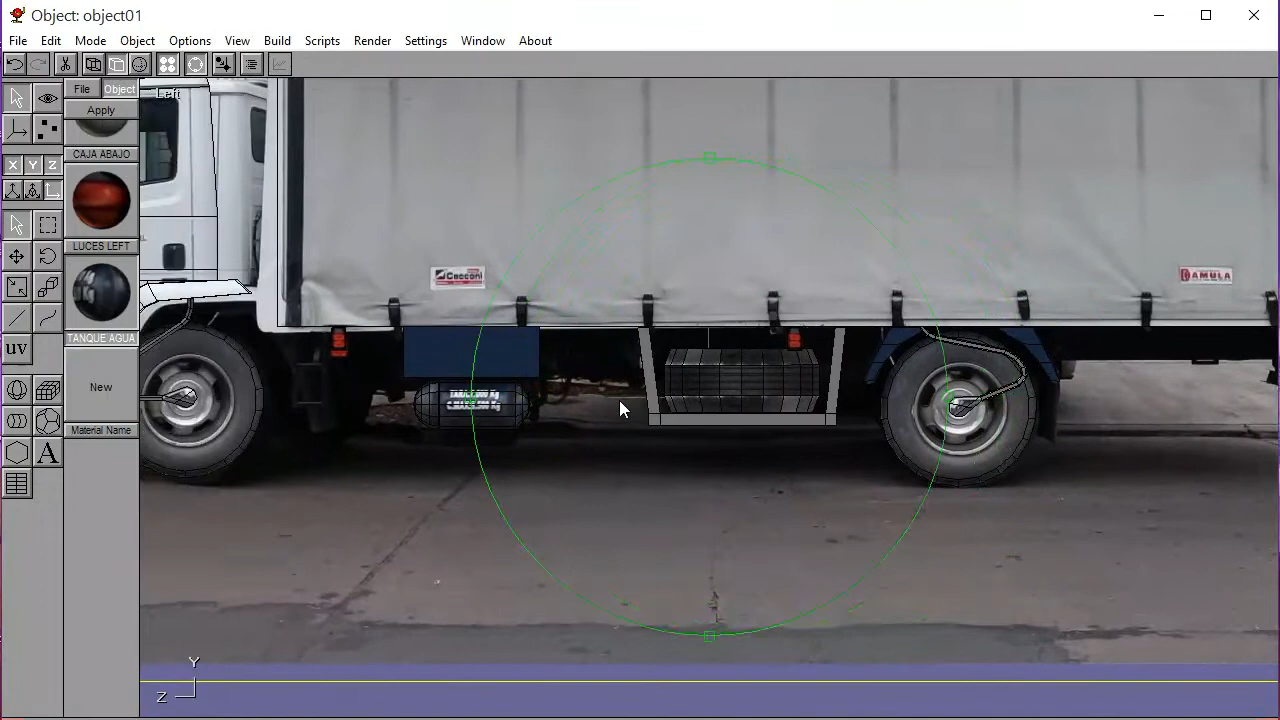 Object: object01
File Edit Mode Object Options View Build Scripts Render Settings Window About
File Object
Apply
Left
CAJA ABAJO
X Y Z
LUCES LEFT
TANQUE AGUA
UV
New
A
Material Name
Cecconi
DAMULA
Y
Z